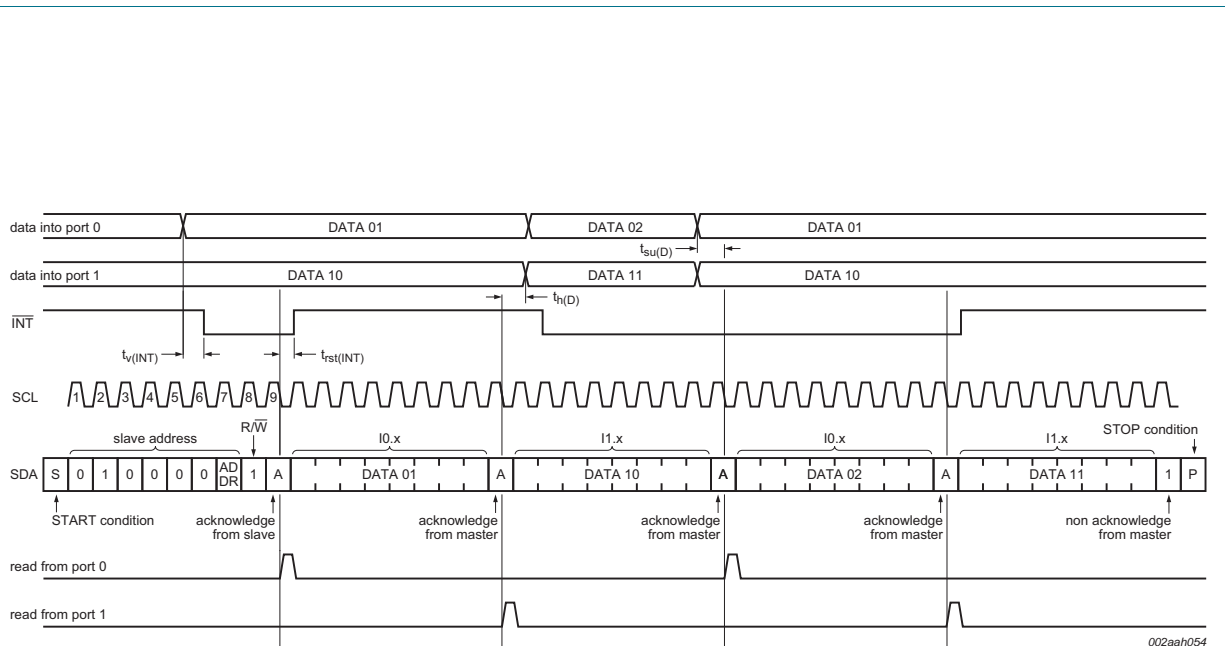 data into port 0 DATA 01 DATA 02 DATA 01
tsu(D)
data into port 1 DATA 10 DATA 11 DATA 10
th(D)
INT
tv(INT) trst(INT)
SCL 1 2 3 4 5 6 7 8 9
R/W
slave address I0.x I1.x I0.x I1.x STOP condition
SDA S 0 1 0 0 0 0 AD DR 1 A DATA 01 A DATA 10 A DATA 02 A DATA 11 1 P
START condition acknowledge from slave acknowledge from master acknowledge from master acknowledge from master non acknowledge from master
read from port 0
read from port 1
002aah054